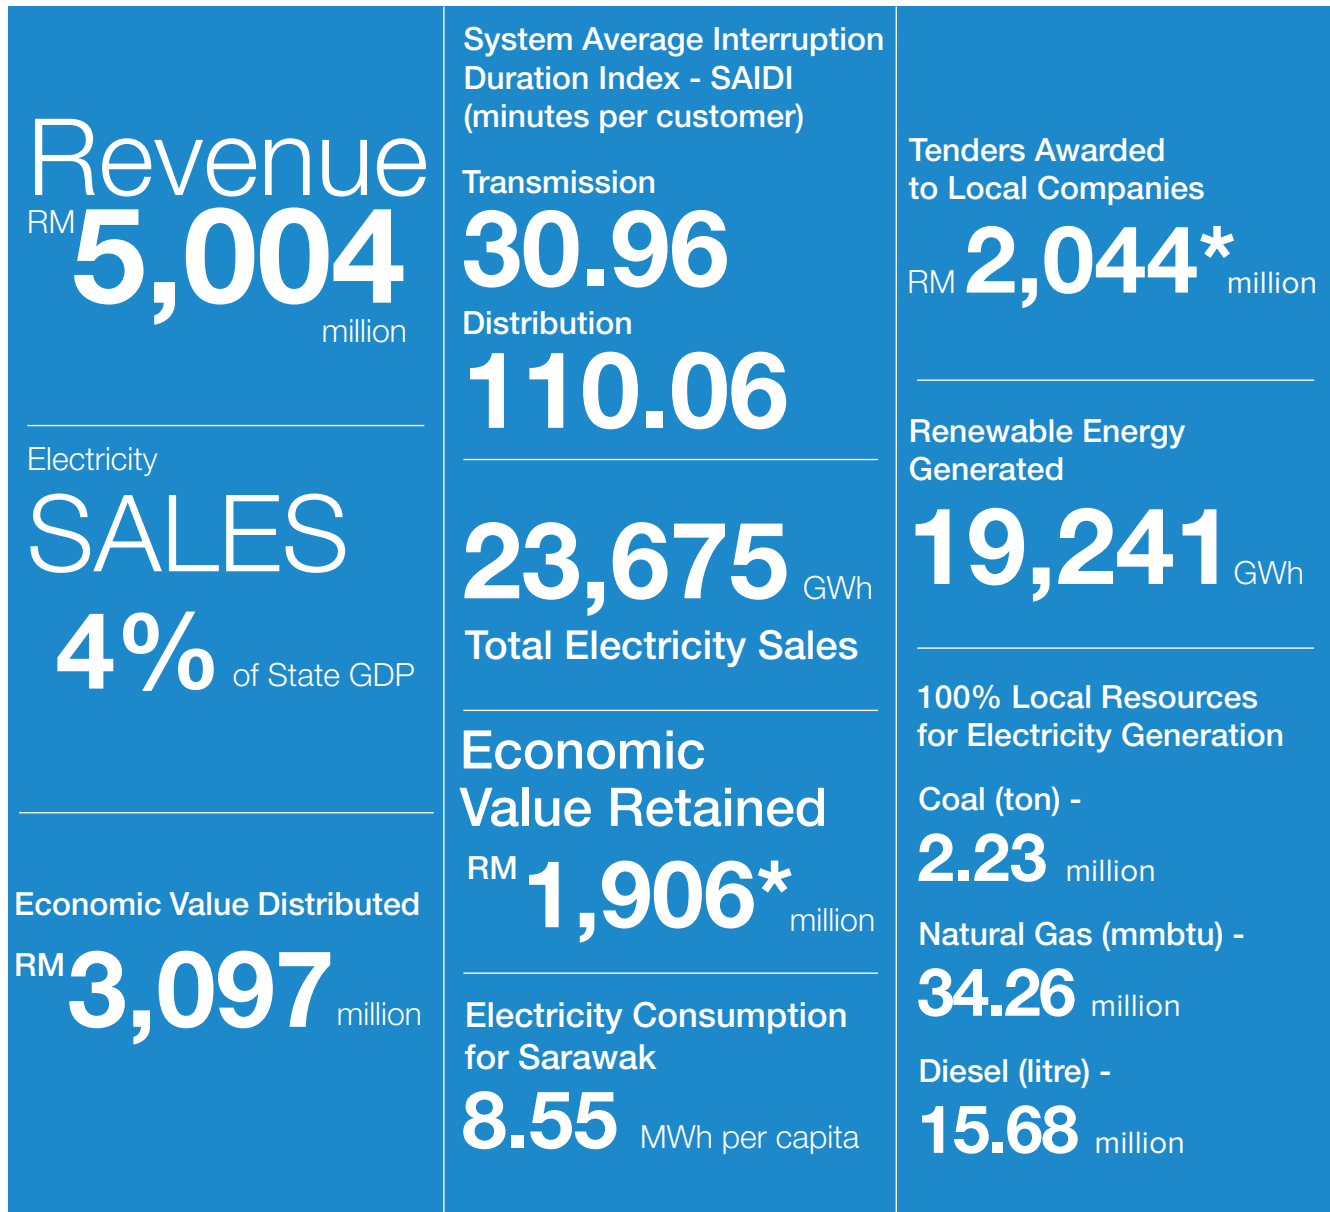 Revenue
RM 5,004
million
Electricity
SALES
4% of State GDP
Economic Value Distributed
RM 3,097 million
System Average Interruption
Duration Index - SAIDI
(minutes per customer)
Transmission
30.96
Distribution
110.06
23,675 GWh
Total Electricity Sales
Economic
Value Retained
RM 1,906* million
Electricity Consumption
for Sarawak
8.55 MWh per capita
Tenders Awarded
to Local Companies
RM 2,044* million
Renewable Energy
Generated
19,241 GWh
100% Local Resources
for Electricity Generation
Coal (ton) -
2.23 million
Natural Gas (mmbtu) -
34.26 million
Diesel (litre) -
15.68 million